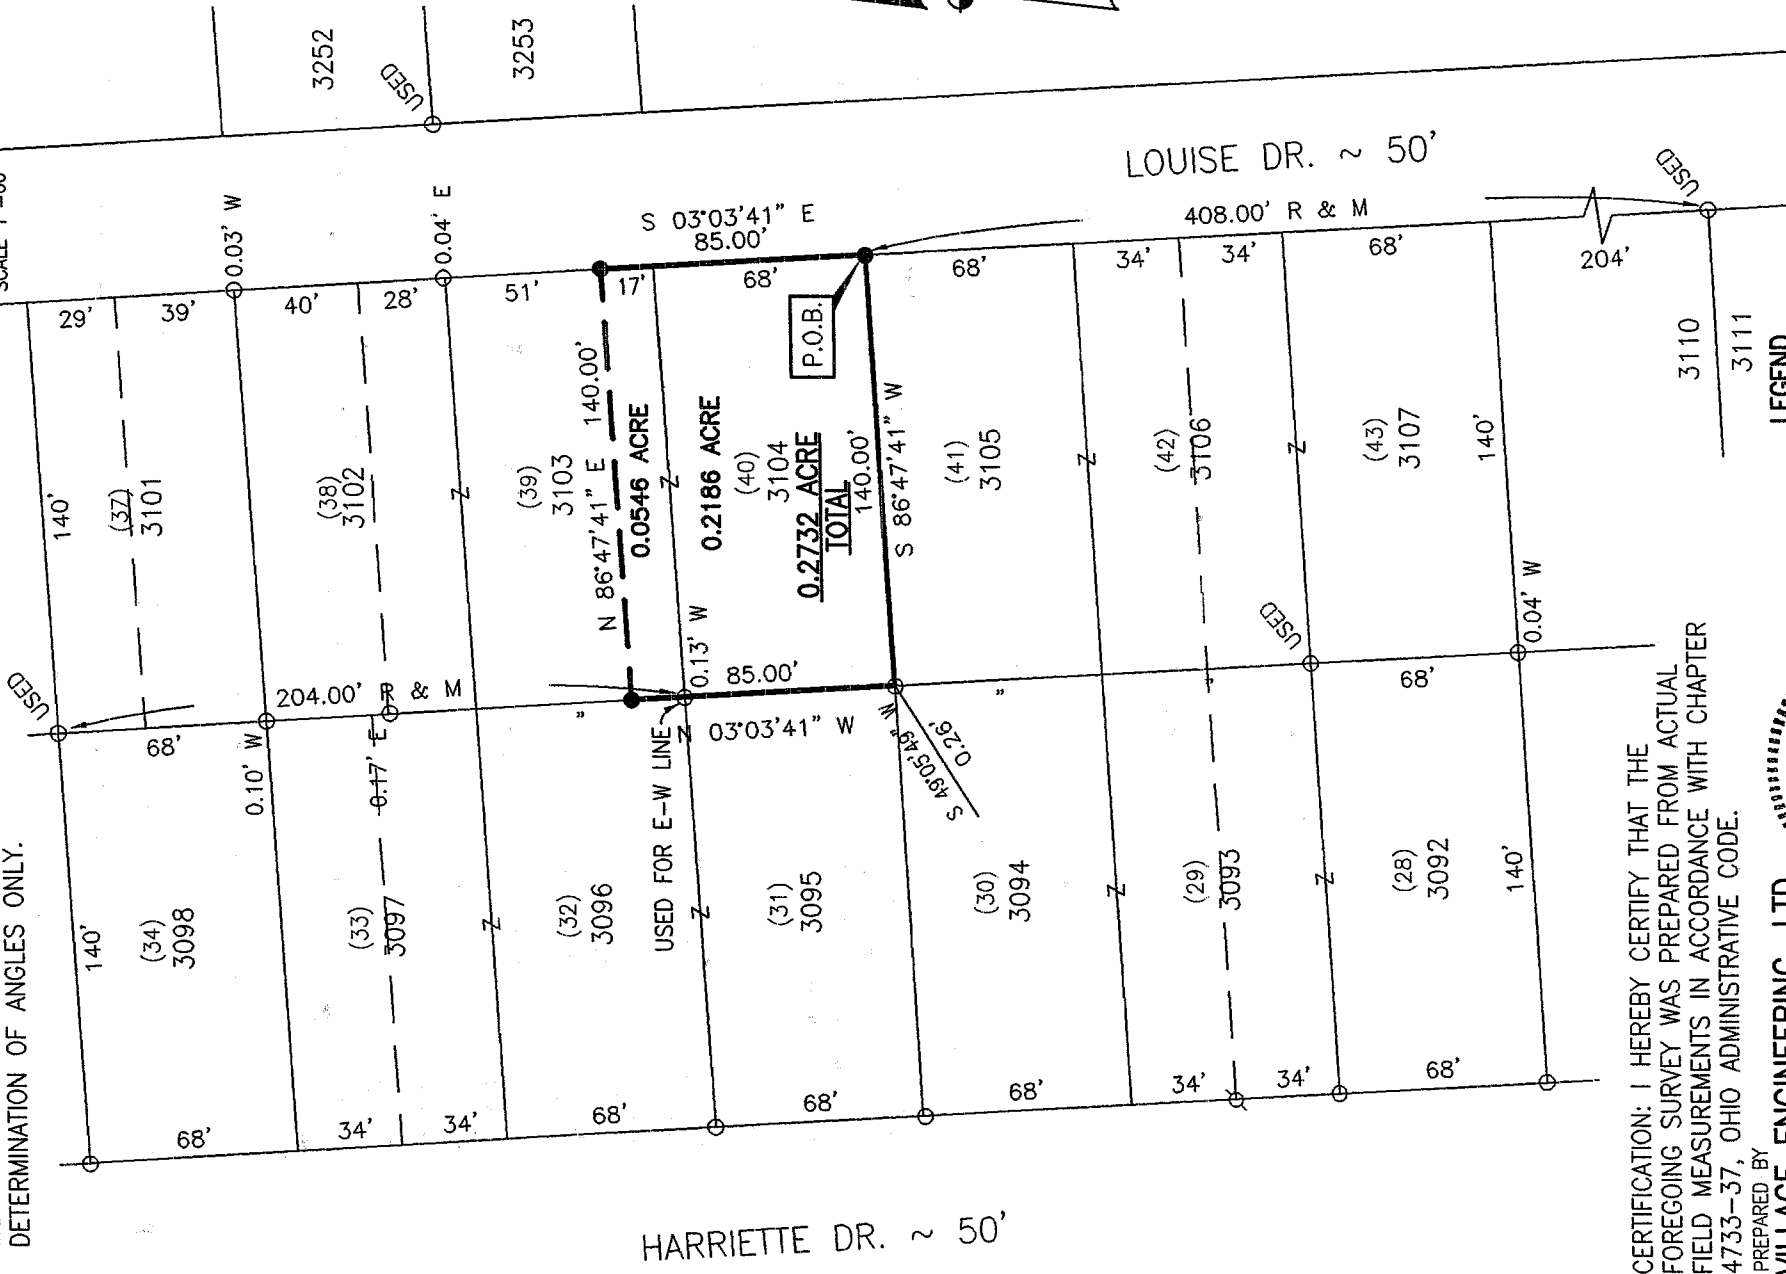 3252
3253
USED
LOUISE DR. ~ 50'
USED
0.03' W
0.04' E
S 03°03'41" E
85.00'
408.00' R & M
29'
39'
40'
28'
51'
17'
68'
68'
34'
34'
68'
204'
P.O.B.
3110
3111
LEGEND
140'
(37)
3101
(38)
3102
(39)
3103
N 86°47'41" E 140.00'
0.0546 ACRE
0.2186 ACRE
(40)
3104
0.2732 ACRE
TOTAL
140.00'
S 86°47'41" W
(41)
3105
(42)
3106
(43)
3107
140'
USED
204.00' R & M
0.13' W
85.00'
USED
0.04' W
68'
68'
0.10' W
0.17' E
N 03°03'41" W
S 49°05'49" W
0.26'
USED FOR E-W LINE
140'
(34)
3098
(33)
3097
(32)
3096
(31)
3095
(30)
3094
(29)
3093
(28)
3092
140'
68'
34'
34'
68'
68'
68'
34'
34'
68'
HARRIETTE DR. ~ 50'
DETERMINATION OF ANGLES ONLY.
CERTIFICATION: I HEREBY CERTIFY THAT THE
FOREGOING SURVEY WAS PREPARED FROM ACTUAL
FIELD MEASUREMENTS IN ACCORDANCE WITH CHAPTER
4733-37, OHIO ADMINISTRATIVE CODE.
PREPARED BY
VILLAGE ENGINEERING, LTD